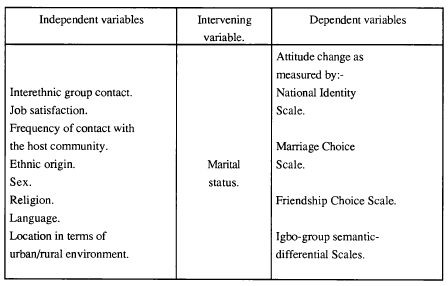 Independent variables
Intervening
variable.
Dependent variables
Interethnic group contact.
Job satisfaction.
Frequency of contact with
the host community.
Ethnic origin.
Sex.
Religion.
Language.
Location in terms of
urban/rural environment.
Marital
status.
Attitude change as
measured by:-
National Identity
Scale.
Marriage Choice
Scale.
Friendship Choice Scale.
Igbo-group semantic-
differential Scales.